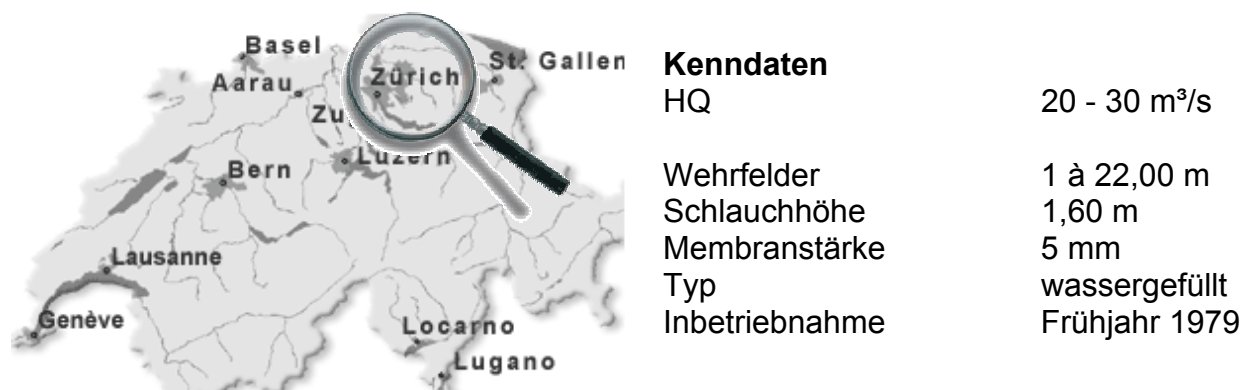 Basel
Aarau
Zürich
St. Gallen
Zu
Luzern
Bern
Lausanne
Genève
Locarno
Lugano
Kenndaten
HQ 20 - 30 m³/s
Wehrfelder 1 à 22,00 m
Schlauchhöhe 1,60 m
Membranstärke 5 mm
Typ wassergefüllt
Inbetriebnahme Frühjahr 1979